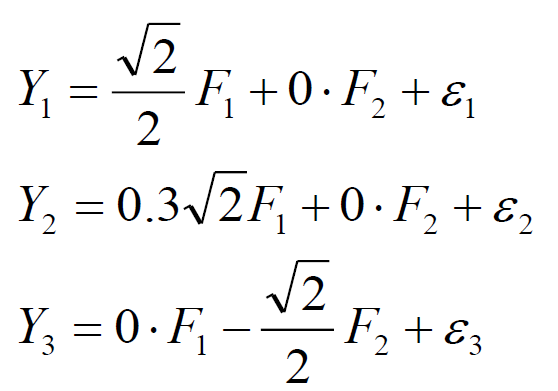 Y₁ = (√2/2) F₁ + 0 · F₂ + ε₁
Y₂ = 0.3√2 F₁ + 0 · F₂ + ε₂
Y₃ = 0 · F₁ − (√2/2) F₂ + ε₃